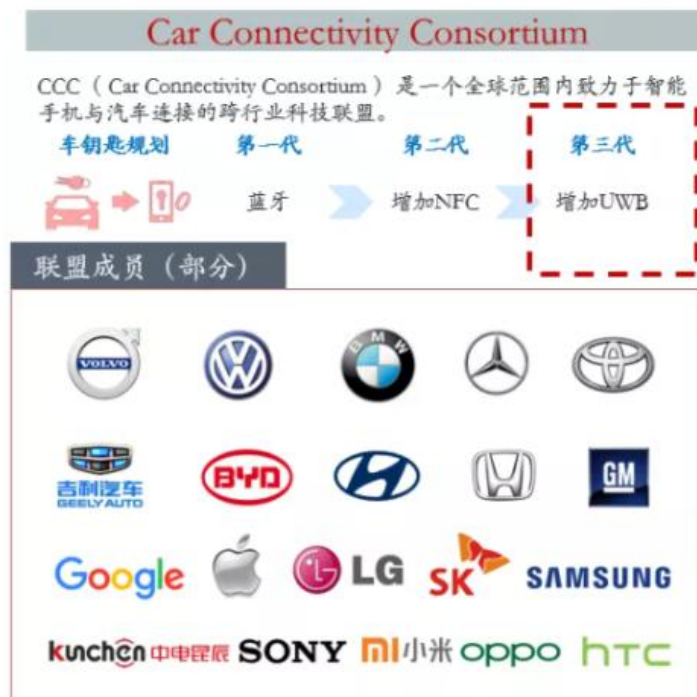 Car Connectivity Consortium
CCC（Car Connectivity Consortium）是一个全球范围内致力于智能
手机与汽车连接的跨行业科技联盟。
车钥匙规划 第一代 第二代 第三代
蓝牙 增加NFC 增加UWB
联盟成员（部分）
VOLVO BMW
吉利汽车 BYD GM
GEELY AUTO
Google LG SK SAMSUNG
kunchen 中电昆辰 SONY mi小米 oppo hTC